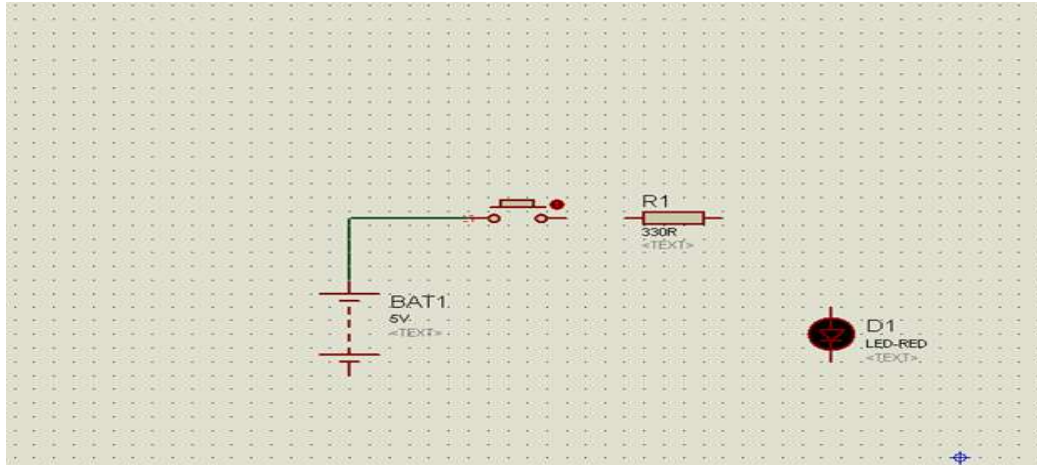 R1
330R
<TEXT>
BAT1
5V
<TEXT>
D1
LED-RED
<TEXT>